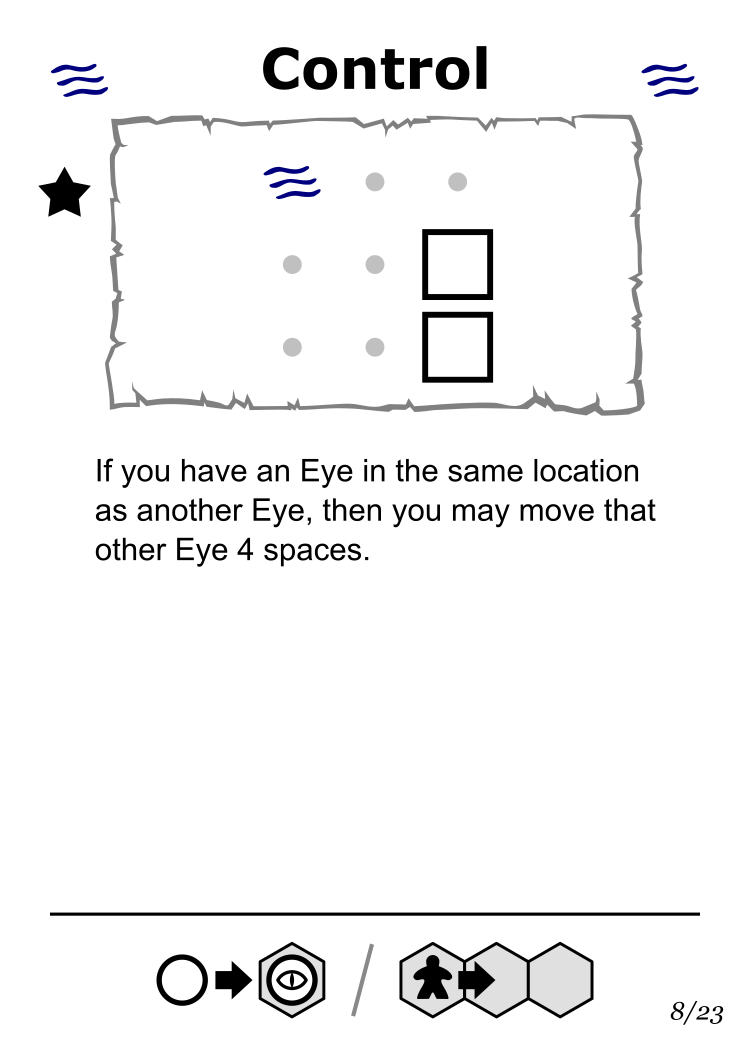 Control
If you have an Eye in the same location
as another Eye, then you may move that
other Eye 4 spaces.
8/23